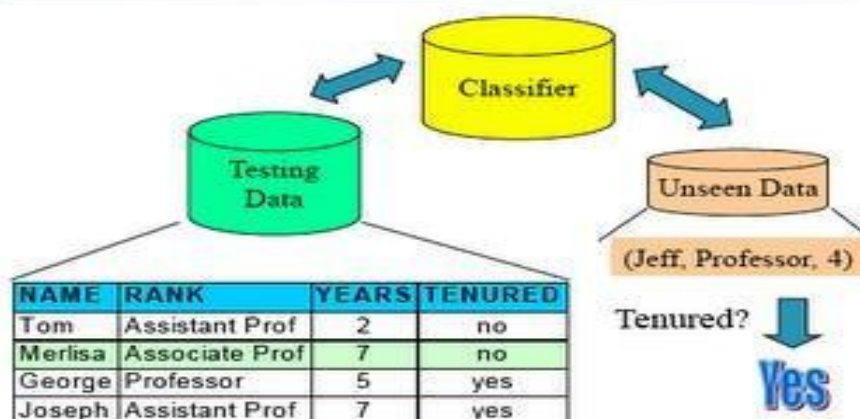 Classifier
Testing
Data
Unseen Data
(Jeff, Professor, 4)
NAME RANK YEARS TENURED
Tom Assistant Prof 2 no
Merlisa Associate Prof 7 no
George Professor 5 yes
Joseph Assistant Prof 7 yes
Tenured?
Yes